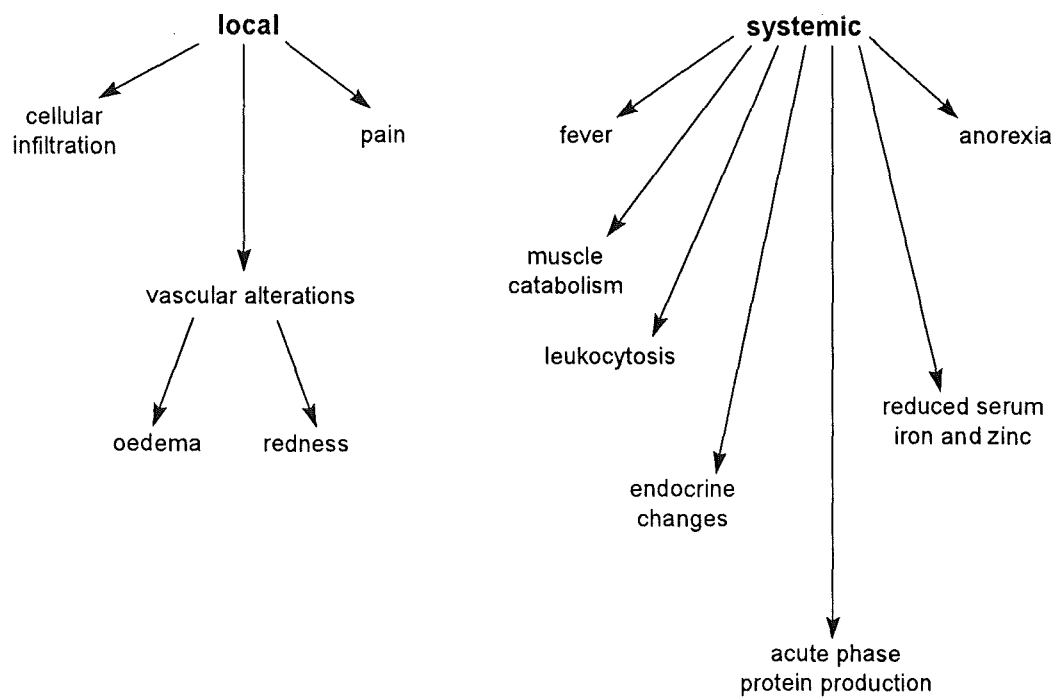 local
cellular
infiltration
pain
vascular alterations
oedema
redness
systemic
fever
anorexia
muscle
catabolism
leukocytosis
reduced serum
iron and zinc
endocrine
changes
acute phase
protein production